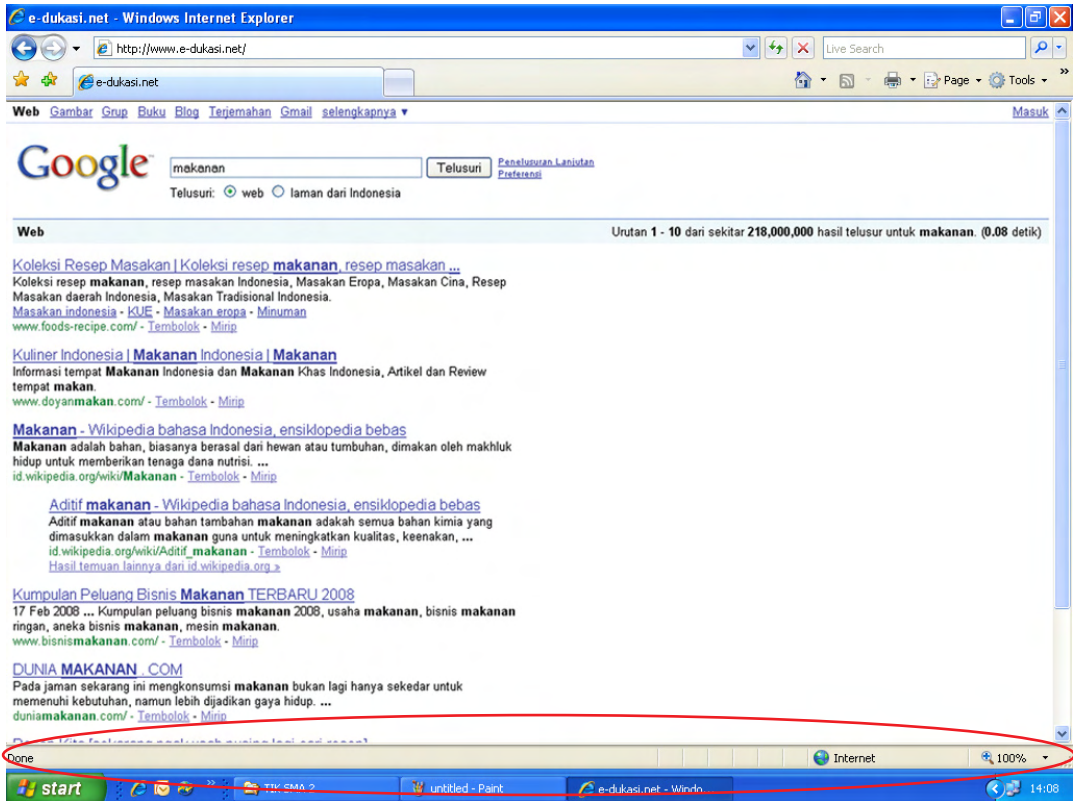 e-dukasi.net - Windows Internet Explorer
http://www.e-dukasi.net/
Live Search
e-dukasi.net
Page
Tools
Web Gambar Grup Buku Blog Terjemahan Gmail selengkapnya ▼
Masuk
Google
makanan
Telusuri
Penelusuran Lanjutan
Preferensi
Telusuri: web laman dari Indonesia
Web
Urutan 1 - 10 dari sekitar 218,000,000 hasil telusur untuk makanan. (0.08 detik)
Koleksi Resep Masakan | Koleksi resep makanan, resep masakan ...
Koleksi resep makanan, resep masakan Indonesia, Masakan Eropa, Masakan Cina, Resep
Masakan daerah Indonesia, Masakan Tradisional Indonesia.
Masakan indonesia - KUE - Masakan eropa - Minuman
www.foods-recipe.com/ - Tembolok - Mirip
Kuliner Indonesia | Makanan Indonesia | Makanan
Informasi tempat Makanan Indonesia dan Makanan Khas Indonesia, Artikel dan Review
tempat makan.
www.doyanmakan.com/ - Tembolok - Mirip
Makanan - Wikipedia bahasa Indonesia, ensiklopedia bebas
Makanan adalah bahan, biasanya berasal dari hewan atau tumbuhan, dimakan oleh makhluk
hidup untuk memberikan tenaga dana nutrisi. ...
id.wikipedia.org/wiki/Makanan - Tembolok - Mirip
Aditif makanan - Wikipedia bahasa Indonesia, ensiklopedia bebas
Aditif makanan atau bahan tambahan makanan adakah semua bahan kimia yang
dimasukkan dalam makanan guna untuk meningkatkan kualitas, keenakan, ...
id.wikipedia.org/wiki/Aditif_makanan - Tembolok - Mirip
Hasil temuan lainnya dari id.wikipedia.org »
Kumpulan Peluang Bisnis Makanan TERBARU 2008
17 Feb 2008 ... Kumpulan peluang bisnis makanan 2008, usaha makanan, bisnis makanan
ringan, aneka bisnis makanan, mesin makanan.
www.bisnismakanan.com/ - Tembolok - Mirip
DUNIA MAKANAN . COM
Pada jaman sekarang ini mengkonsumsi makanan bukan lagi hanya sekedar untuk
memenuhi kebutuhan, namun lebih dijadikan gaya hidup. ...
duniamakanan.com/ - Tembolok - Mirip
Done
Internet
100%
start
TIK SMA 2
untitled - Paint
e-dukasi.net - Windo
14:08